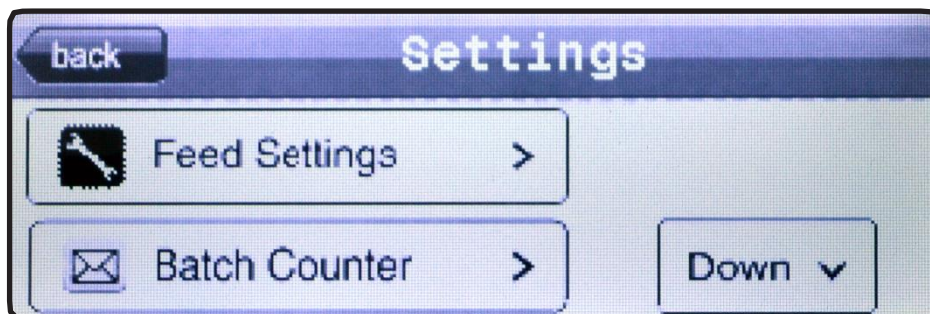 back
Settings
Feed Settings >
Batch Counter >
Down